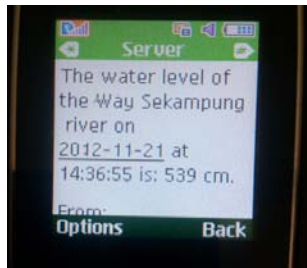 Server
The water level of
the Way Sekampung
river on
2012-11-21 at
14:36:55 is: 539 cm.
From:
Options Back